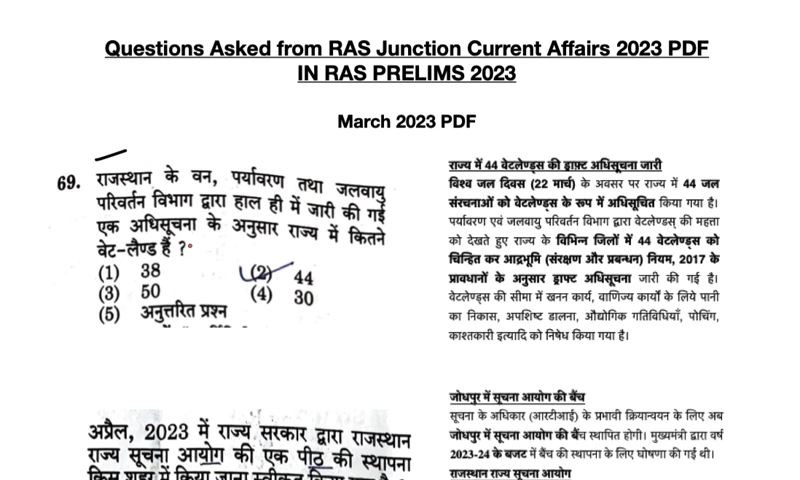 Questions Asked from RAS Junction Current Affairs 2023 PDF
IN RAS PRELIMS 2023
March 2023 PDF
69. राजस्थान के वन, पर्यावरण तथा जलवायु
परिवर्तन विभाग द्वारा हाल ही में जारी की गई
एक अधिसूचना के अनुसार राज्य में कितने
वेट-लैण्ड हैं ?
(1) 38 (2) 44
(3) 50 (4) 30
(5) अनुत्तरित प्रश्न
राज्य में 44 वेटलेण्ड्स की ड्राफ्ट अधिसूचना जारी
विश्व जल दिवस (22 मार्च) के अवसर पर राज्य में 44 जल
संरचनाओं को वेटलेण्ड्स के रूप में अधिसूचित किया गया है।
पर्यावरण एवं जलवायु परिवर्तन विभाग द्वारा वेटलेण्डस् की महत्ता
को देखते हुए राज्य के विभिन्न जिलों में 44 वेटलेण्ड्स को
चिन्हित कर आद्रभूमि (संरक्षण और प्रबन्धन) नियम, 2017 के
प्रावधानों के अनुसार ड्राफ्ट अधिसूचना जारी की गई है।
वेटलेण्ड्स की सीमा में खनन कार्य, वाणिज्य कार्यों के लिये पानी
का निकास, अपशिष्ट डालना, औद्योगिक गतिविधियाँ, पोचिंग,
काश्तकारी इत्यादि को निषेध किया गया है।
अप्रैल, 2023 में राज्य सरकार द्वारा राजस्थान
राज्य सूचना आयोग की एक पीठ की स्थापना
किस शहर में किया जाना स्वीकृत किया गया है ?
जोधपुर में सूचना आयोग की बैंच
सूचना के अधिकार (आरटीआई) के प्रभावी क्रियान्वयन के लिए अब
जोधपुर में सूचना आयोग की बैंच स्थापित होगी। मुख्यमंत्री द्वारा वर्ष
2023-24 के बजट में बैंच की स्थापना के लिए घोषणा की गई थी।
राजस्थान राज्य सूचना आयोग